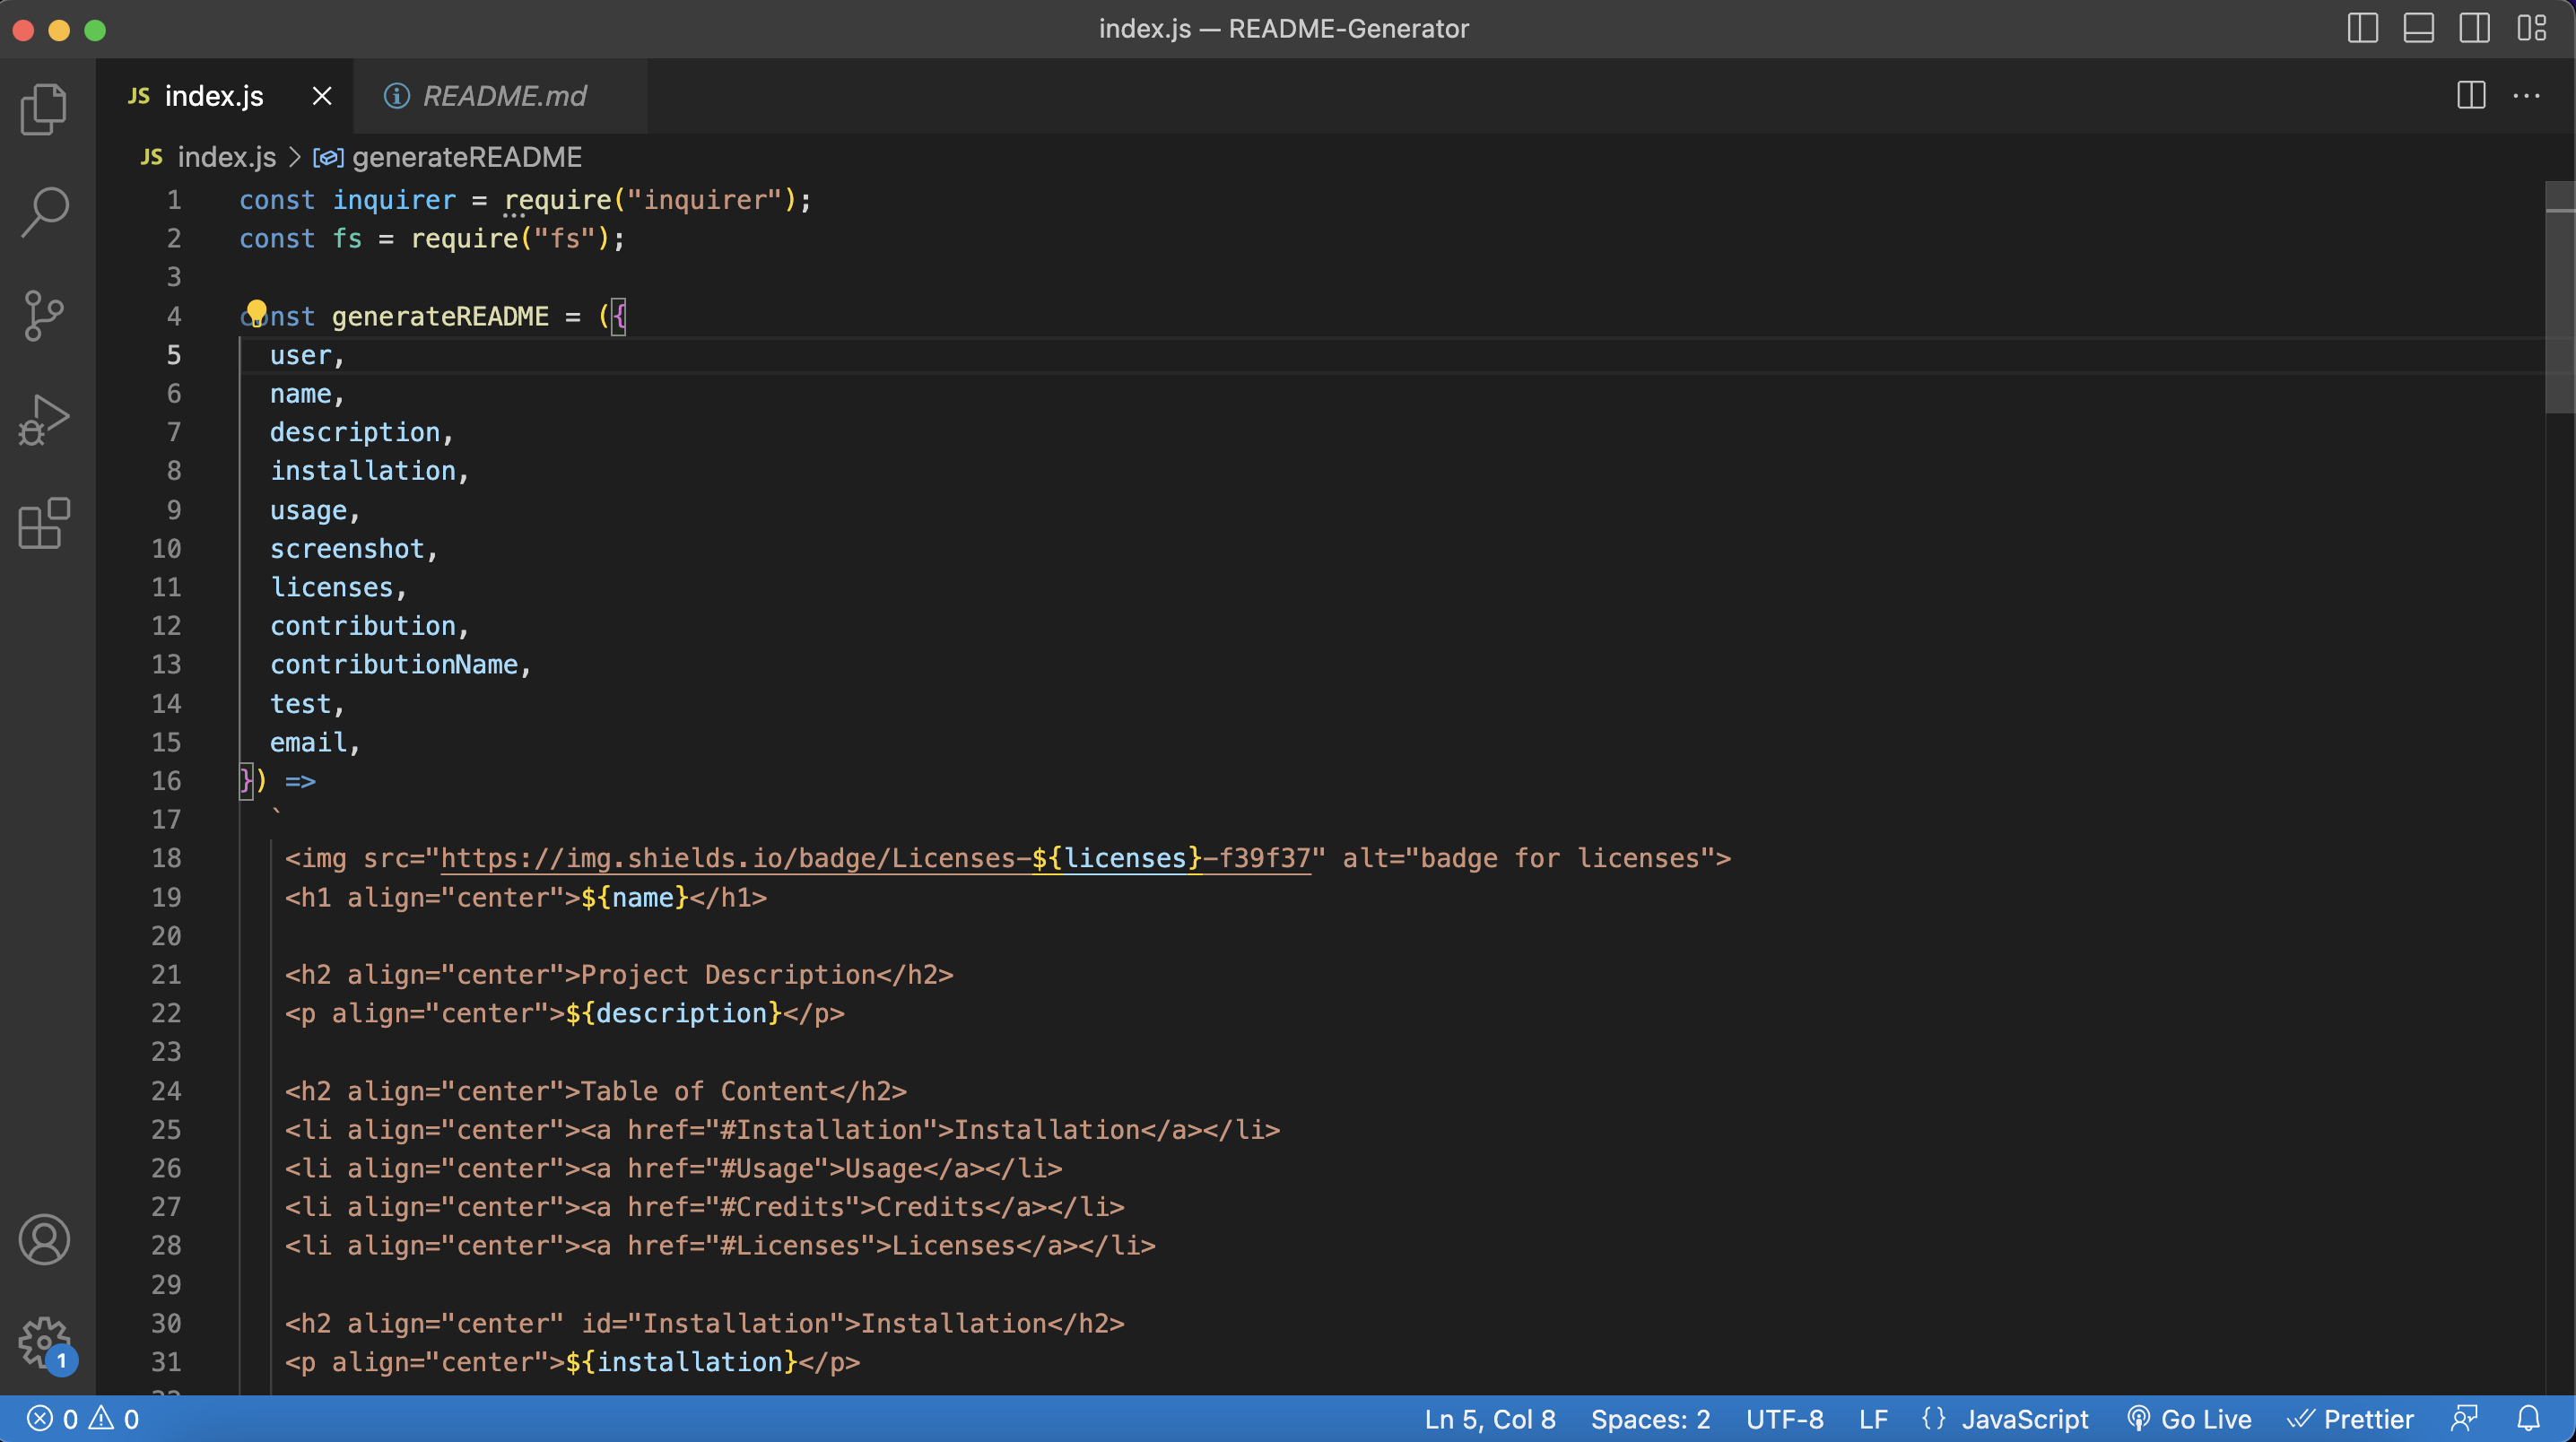 index.js — README-Generator
JS index.js
README.md
JS index.js > generateREADME
1 const inquirer = require("inquirer");
2 const fs = require("fs");
3
4 const generateREADME = ({
5 user,
6 name,
7 description,
8 installation,
9 usage,
10 screenshot,
11 licenses,
12 contribution,
13 contributionName,
14 test,
15 email,
16 }) =>
17 `
18 <img src="https://img.shields.io/badge/Licenses-${licenses}-f39f37" alt="badge for licenses">
19 <h1 align="center">${name}</h1>
20
21 <h2 align="center">Project Description</h2>
22 <p align="center">${description}</p>
23
24 <h2 align="center">Table of Content</h2>
25 <li align="center"><a href="#Installation">Installation</a></li>
26 <li align="center"><a href="#Usage">Usage</a></li>
27 <li align="center"><a href="#Credits">Credits</a></li>
28 <li align="center"><a href="#Licenses">Licenses</a></li>
29
30 <h2 align="center" id="Installation">Installation</h2>
31 <p align="center">${installation}</p>
1
0 0 Ln 5, Col 8 Spaces: 2 UTF-8 LF {} JavaScript Go Live Prettier